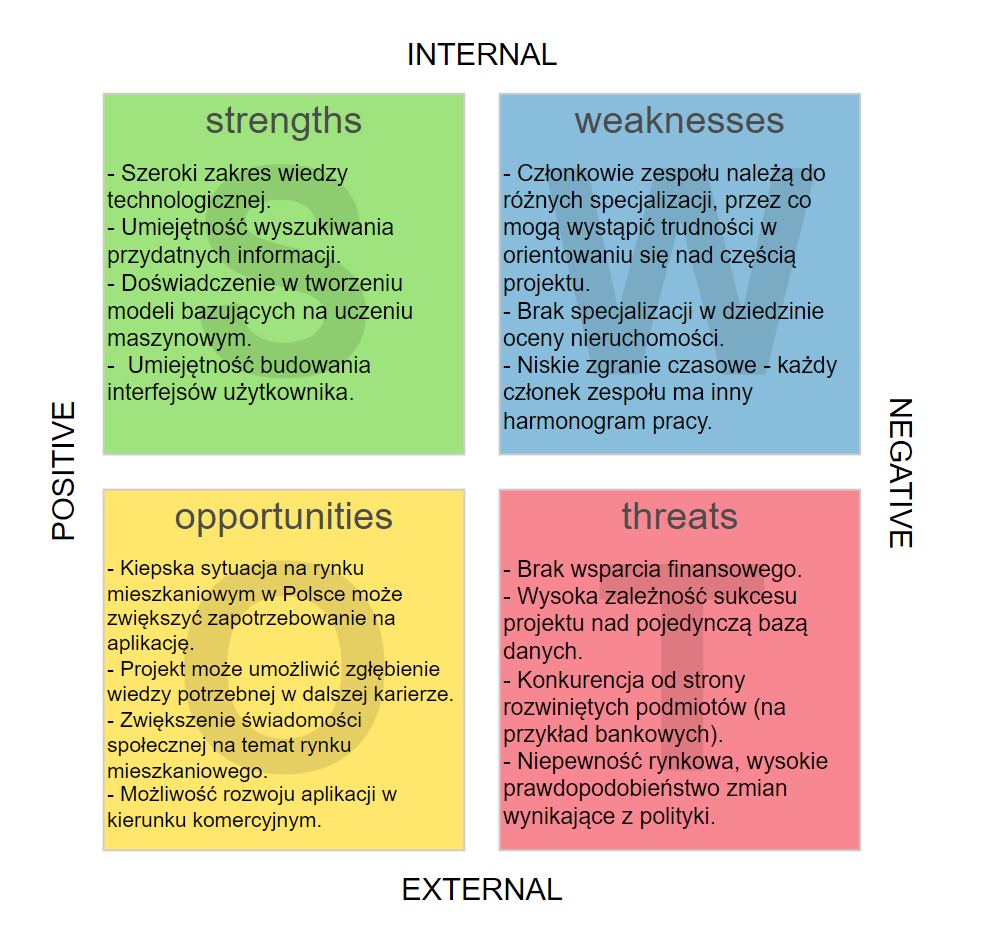 INTERNAL
strengths
- Szeroki zakres wiedzy
technologicznej.
- Umiejętność wyszukiwania
przydatnych informacji.
- Doświadczenie w tworzeniu
modeli bazujących na uczeniu
maszynowym.
-  Umiejętność budowania
interfejsów użytkownika.
S
weaknesses
- Członkowie zespołu należą do
różnych specjalizacji, przez co
mogą wystąpić trudności w
orientowaniu się nad częścią
projektu.
- Brak specjalizacji w dziedzinie
oceny nieruchomości.
- Niskie zgranie czasowe - każdy
członek zespołu ma inny
harmonogram pracy.
W
POSITIVE
NEGATIVE
opportunities
- Kiepska sytuacja na rynku
mieszkaniowym w Polsce może
zwiększyć zapotrzebowanie na
aplikację.
- Projekt może umożliwić zgłębienie
wiedzy potrzebnej w dalszej karierze.
- Zwiększenie świadomości
społecznej na temat rynku
mieszkaniowego.
- Możliwość rozwoju aplikacji w
kierunku komercyjnym.
O
threats
- Brak wsparcia finansowego.
- Wysoka zależność sukcesu
projektu nad pojedynczą bazą
danych.
- Konkurencja od strony
rozwiniętych podmiotów (na
przykład bankowych).
- Niepewność rynkowa, wysokie
prawdopodobieństwo zmian
wynikające z polityki.
T
EXTERNAL